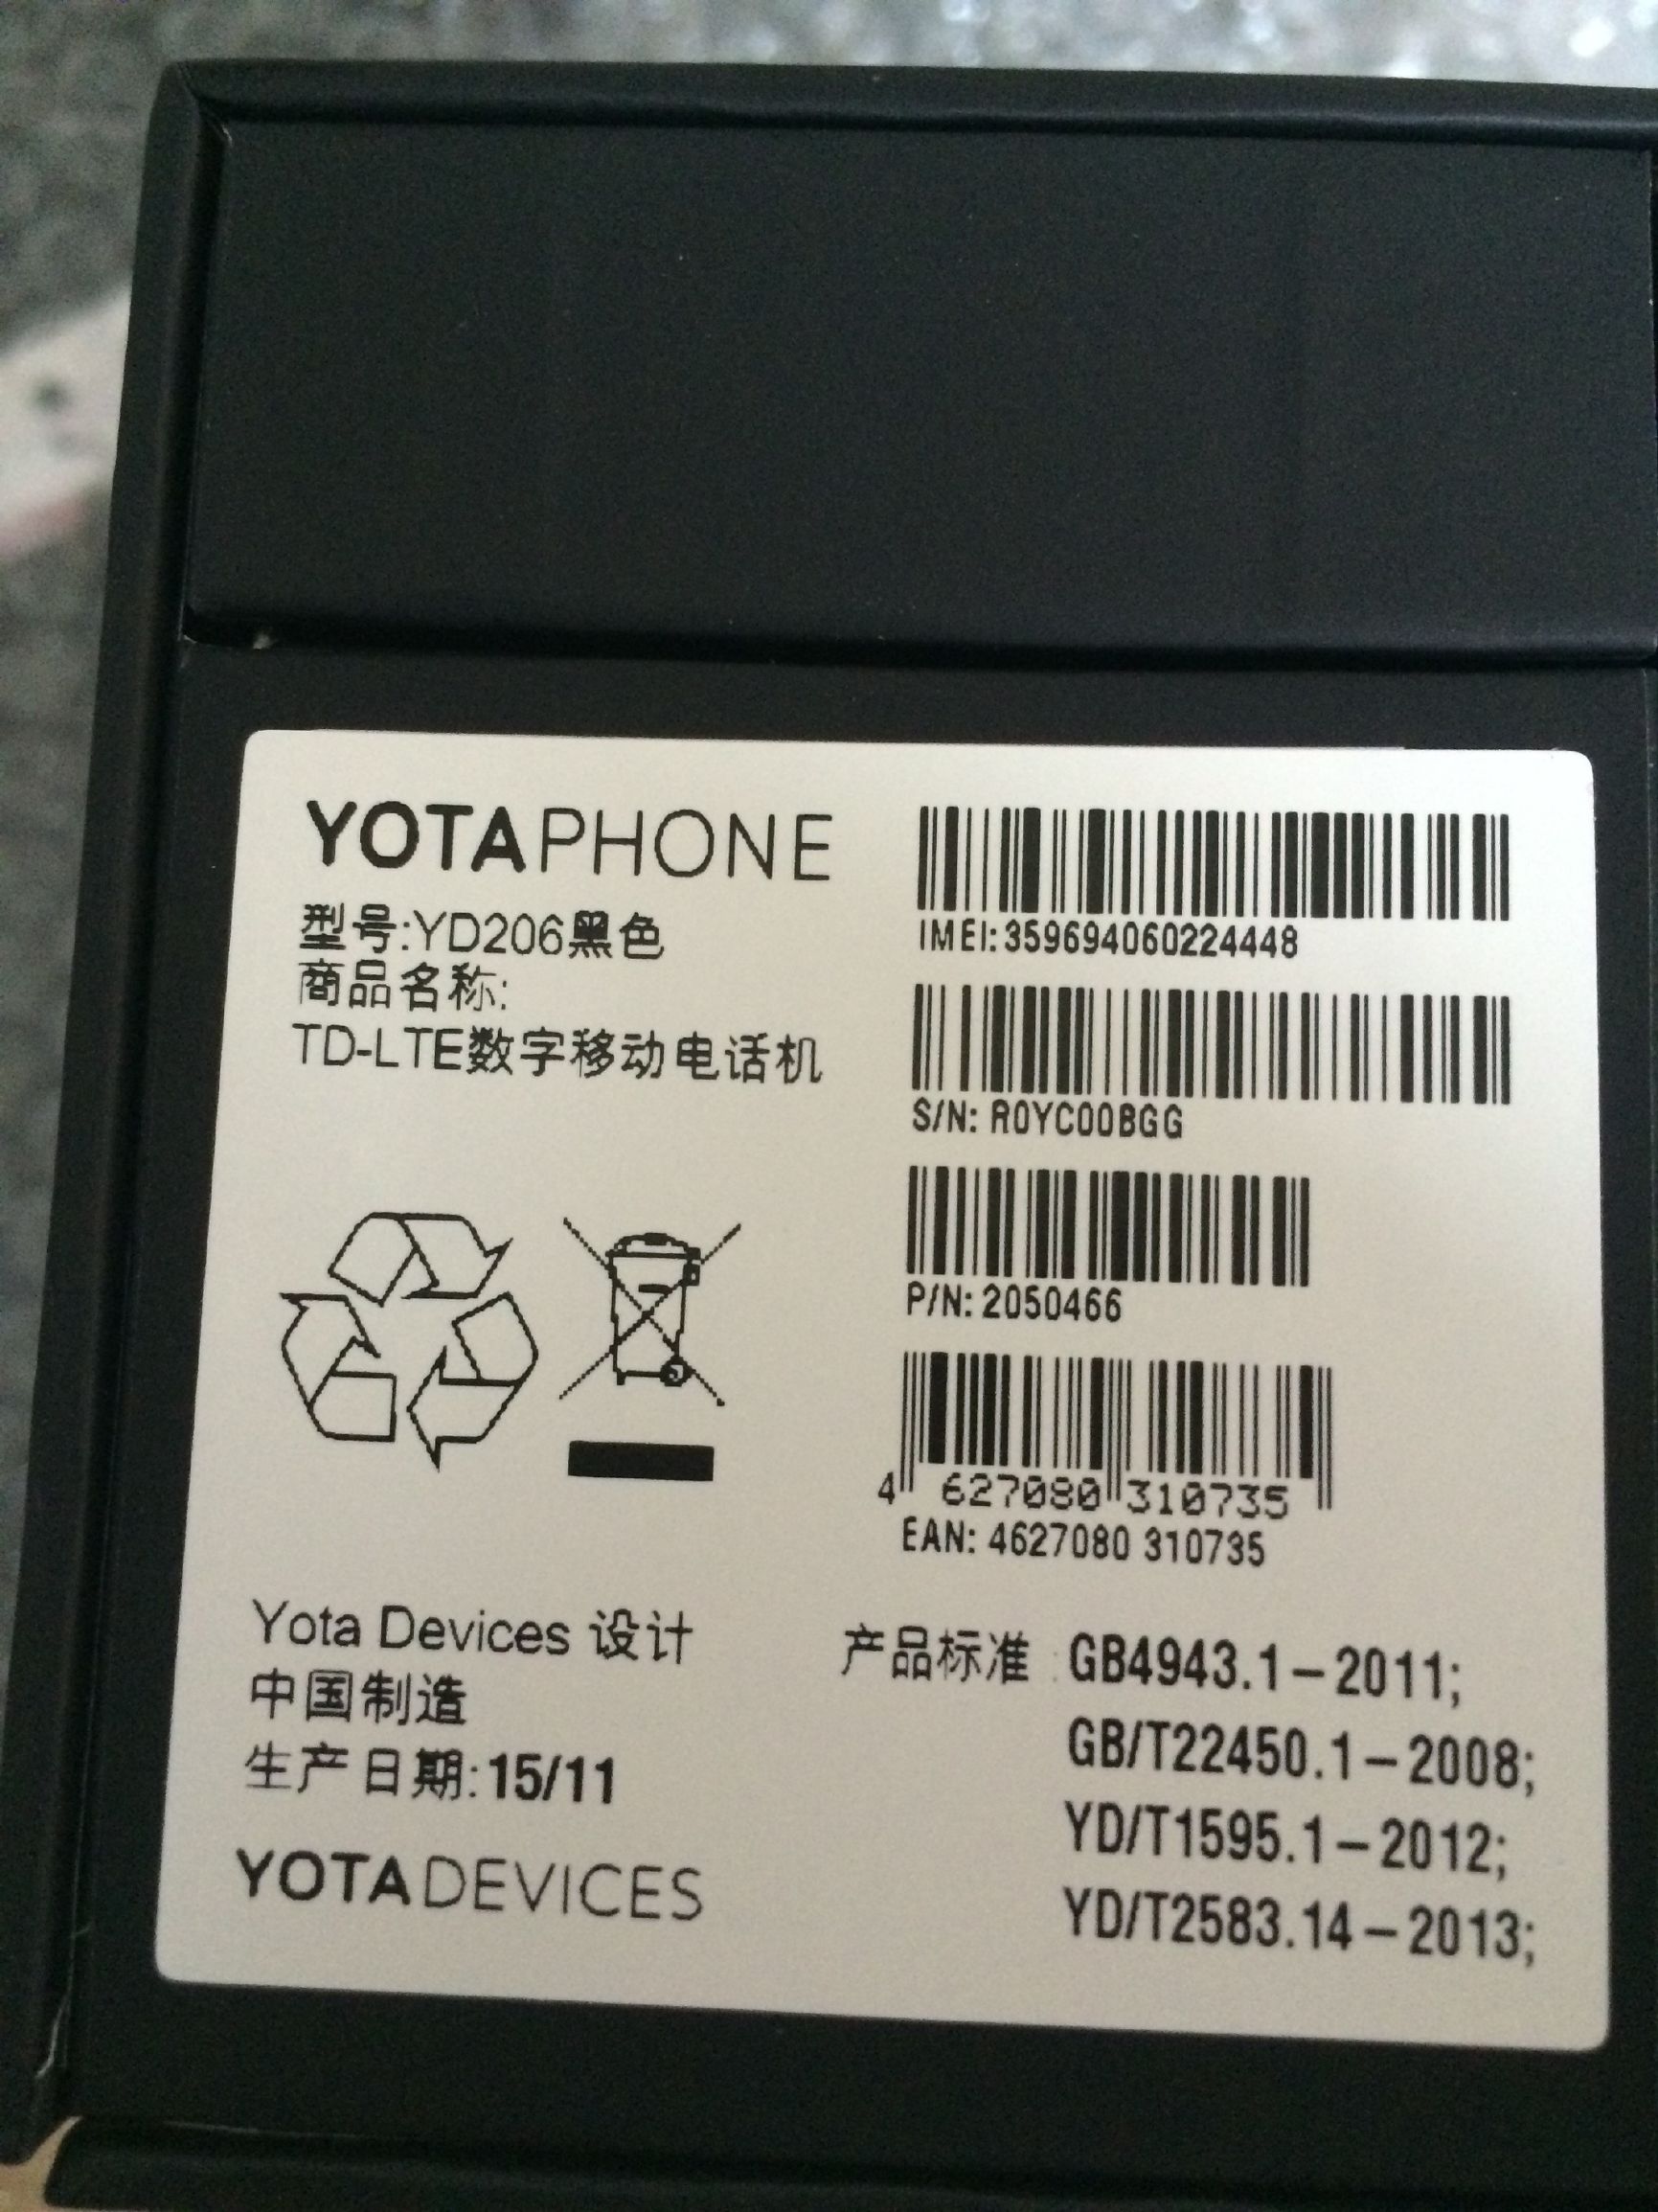 YOTAPHONE
型号:YD206黑色
商品名称:
TD-LTE数字移动电话机
IMEI:359694060224448
S/N: R0YC00BGG
P/N: 2050466
4 627080 310735
EAN: 4627080 310735
Yota Devices 设计
中国制造
生产日期:15/11
YOTADEVICES
产品标准 GB4943.1-2011;
GB/T22450.1-2008;
YD/T1595.1-2012;
YD/T2583.14-2013;